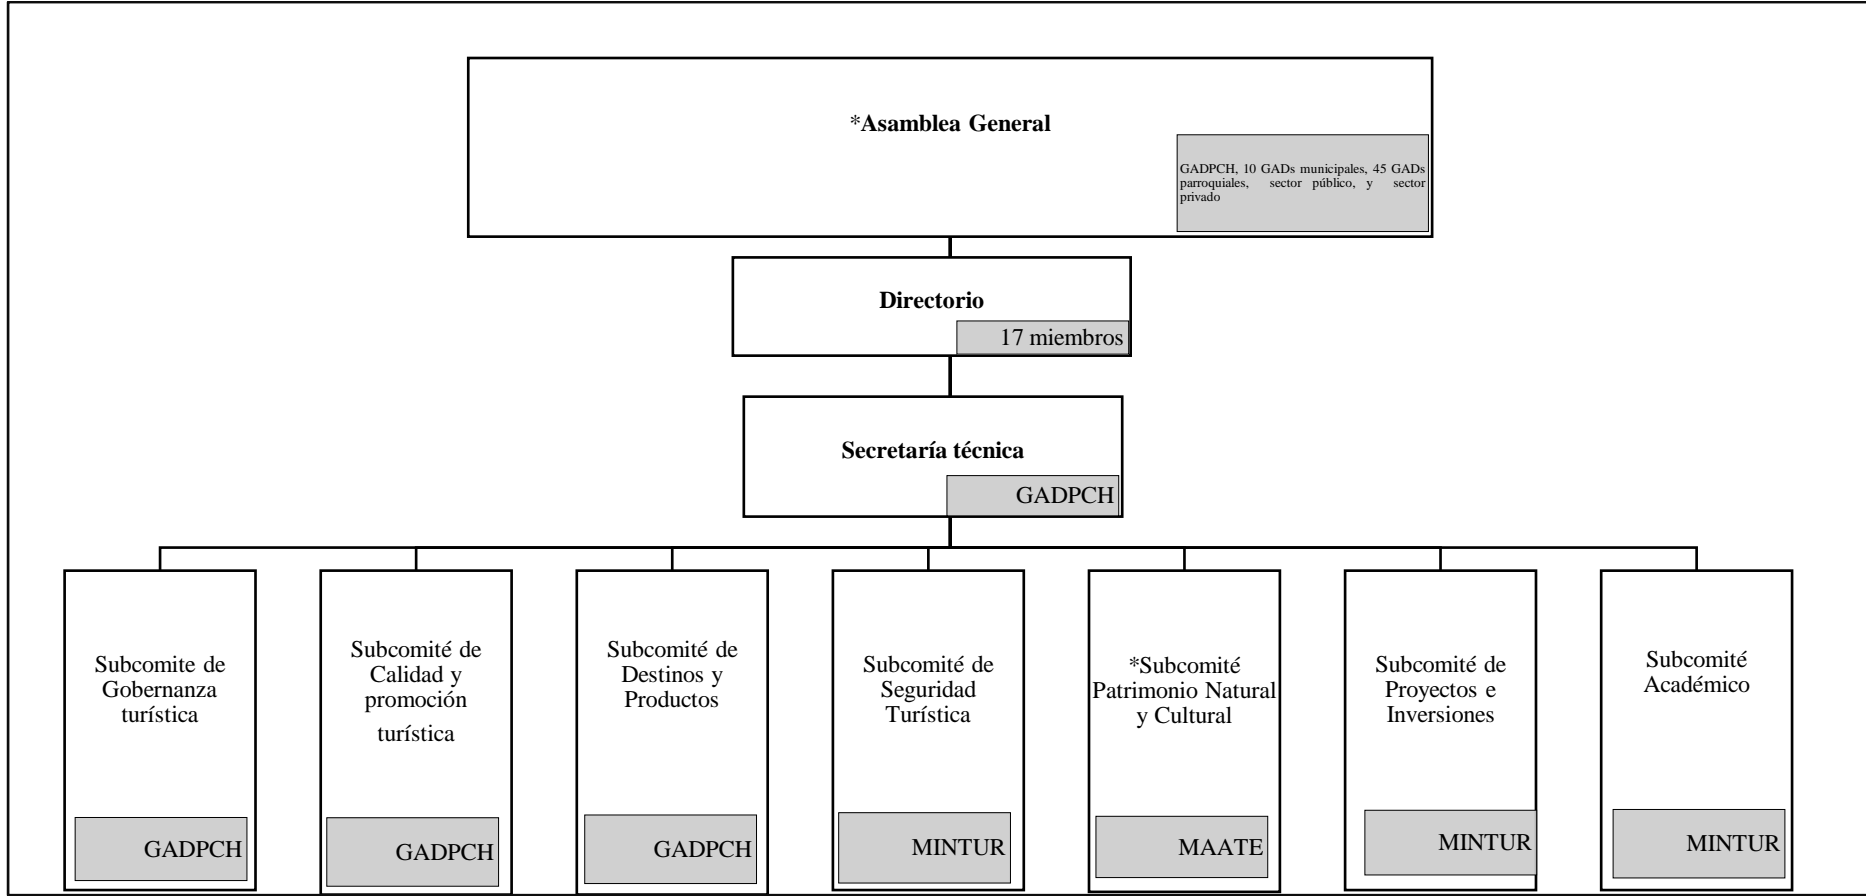 *Asamblea General
GADPCH, 10 GADs municipales, 45 GADs
parroquiales, sector público, y sector
privado
Directorio
17 miembros
Secretaría técnica
GADPCH
Subcomite de
Gobernanza
turística
GADPCH
Subcomité de
Calidad y
promoción
turística
GADPCH
Subcomité de
Destinos y
Productos
GADPCH
Subcomité de
Seguridad
Turística
MINTUR
*Subcomité
Patrimonio Natural
y Cultural
MAATE
Subcomité de
Proyectos e
Inversiones
MINTUR
Subcomité
Académico
MINTUR